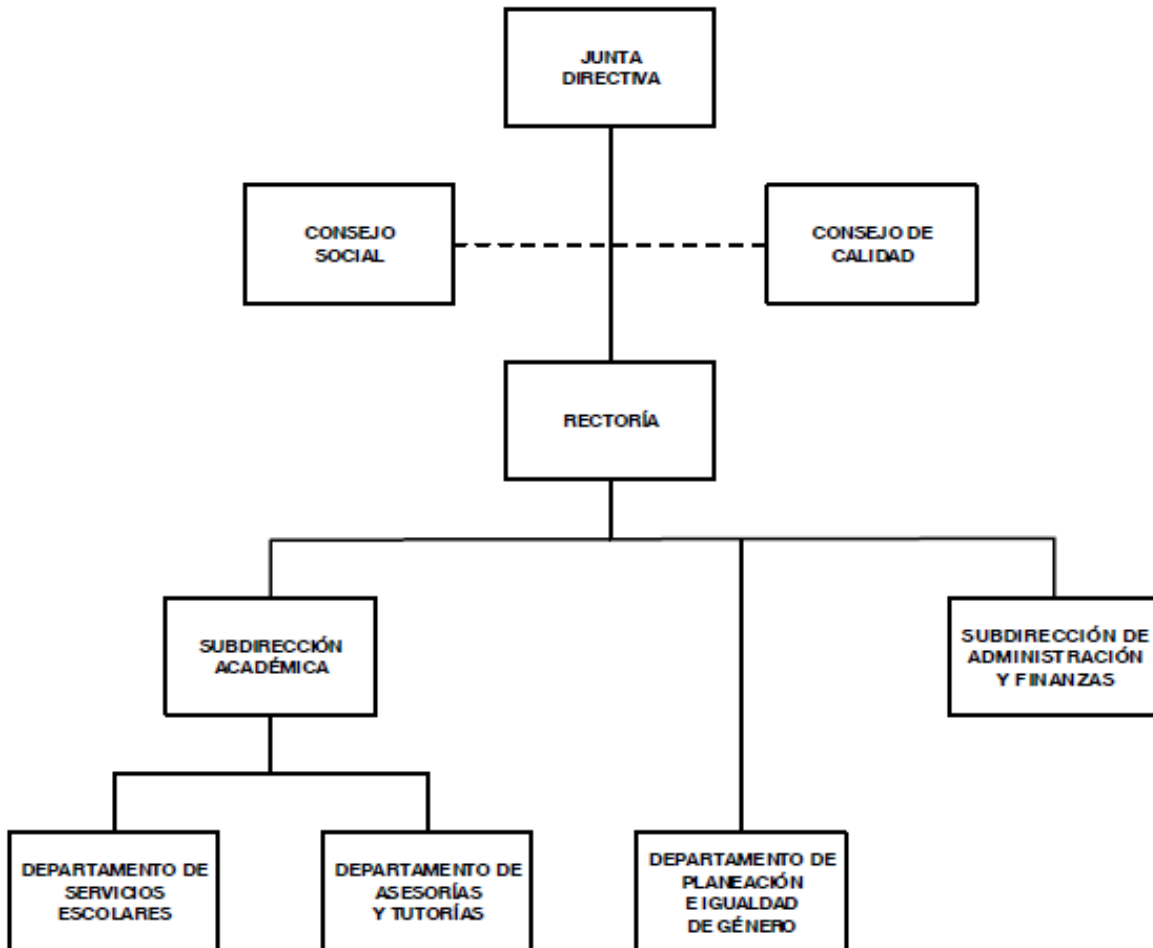 JUNTA
DIRECTIVA
CONSEJO
SOCIAL
CONSEJO DE
CALIDAD
RECTORÍA
SUBDIRECCIÓN
ACADÉMICA
SUBDIRECCIÓN DE
ADMINISTRACIÓN
Y FINANZAS
DEPARTAMENTO DE
SERVICIOS
ESCOLARES
DEPARTAMENTO DE
ASESORÍAS
Y TUTORÍAS
DEPARTAMENTO DE
PLANEACIÓN
E IGUALDAD
DE GÉNERO